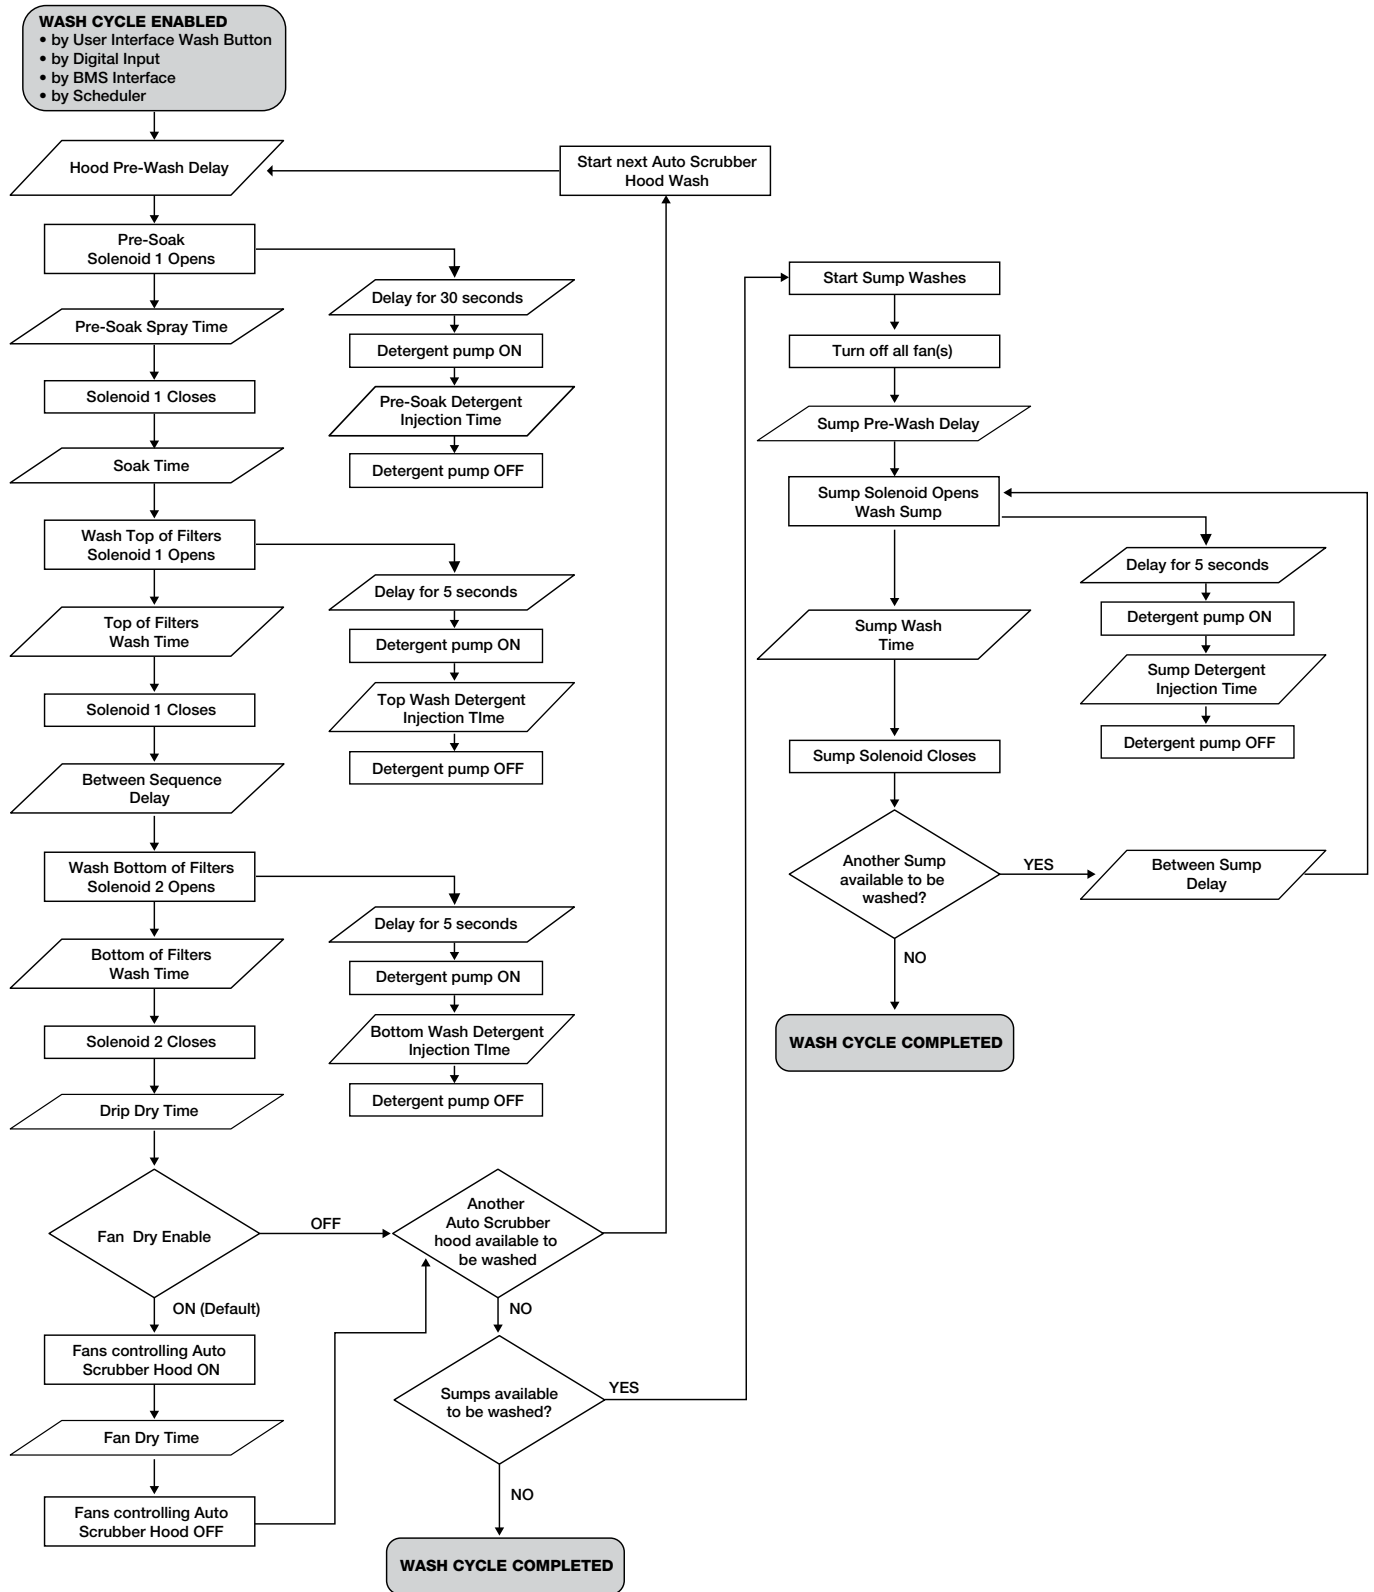 WASH CYCLE ENABLED
• by User Interface Wash Button
• by Digital Input
• by BMS Interface
• by Scheduler
Hood Pre-Wash Delay
Start next Auto Scrubber
Hood Wash
Pre-Soak
Solenoid 1 Opens
Delay for 30 seconds
Pre-Soak Spray Time
Detergent pump ON
Solenoid 1 Closes
Pre-Soak Detergent
Injection Time
Soak Time
Detergent pump OFF
Wash Top of Filters
Solenoid 1 Opens
Delay for 5 seconds
Top of Filters
Wash Time
Detergent pump ON
Solenoid 1 Closes
Top Wash Detergent
Injection TIme
Between Sequence
Delay
Detergent pump OFF
Wash Bottom of Filters
Solenoid 2 Opens
Delay for 5 seconds
Bottom of Filters
Wash Time
Detergent pump ON
Solenoid 2 Closes
Bottom Wash Detergent
Injection TIme
Drip Dry Time
Detergent pump OFF
Fan Dry Enable
OFF
Another
Auto Scrubber
hood available to
be washed
ON (Default)
NO
Fans controlling Auto
Scrubber Hood ON
Sumps available
to be washed?
YES
Fan Dry Time
NO
Fans controlling Auto
Scrubber Hood OFF
WASH CYCLE COMPLETED
Start Sump Washes
Turn off all fan(s)
Sump Pre-Wash Delay
Sump Solenoid Opens
Wash Sump
Delay for 5 seconds
Detergent pump ON
Sump Wash
Time
Sump Detergent
Injection Time
Detergent pump OFF
Sump Solenoid Closes
Another Sump
available to be
washed?
YES
Between Sump
Delay
NO
WASH CYCLE COMPLETED